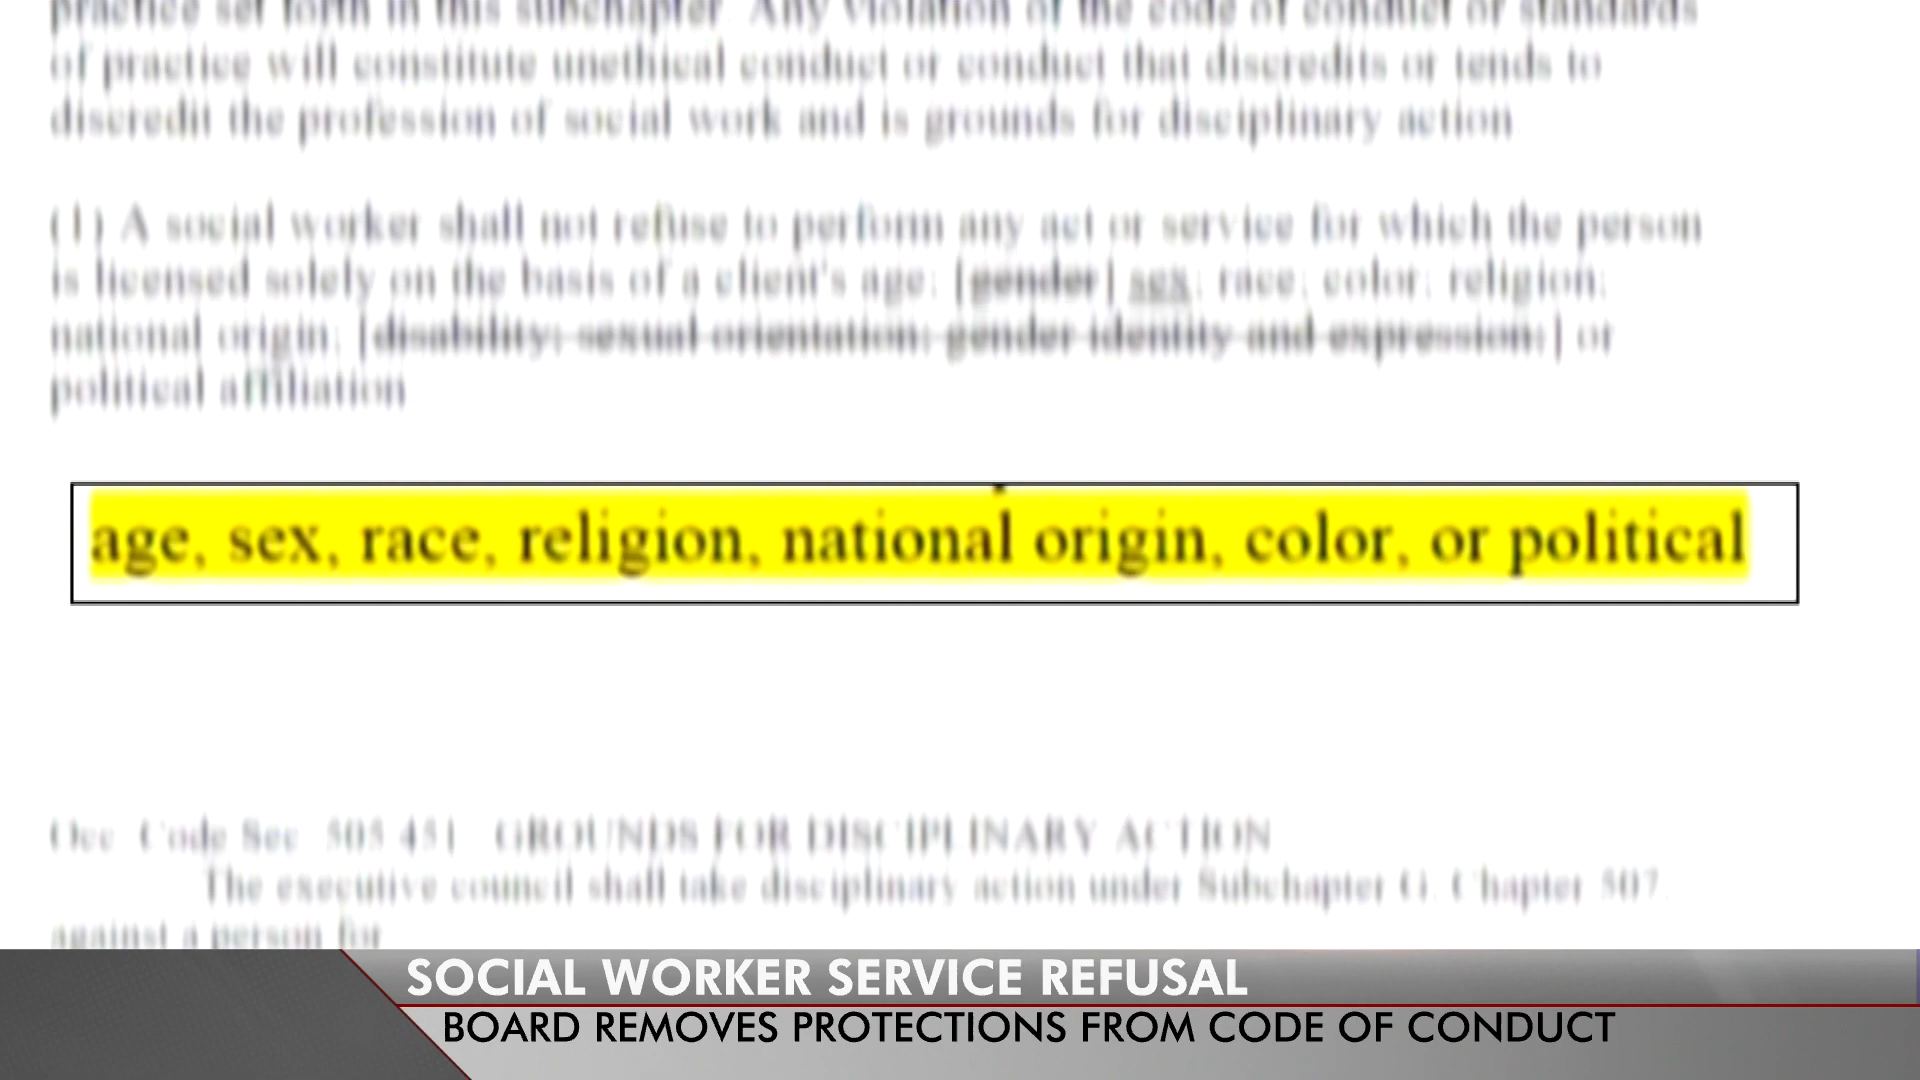 practice set forth in this subchapter. Any violation of the code of conduct or standards
of practice will constitute unethical conduct or conduct that discredits or tends to
discredit the profession of social work and is grounds for disciplinary action
(1) A social worker shall not refuse to perform any act or service for which the person
is licensed solely on the basis of a client's age; [gender] sex; race; color; religion;
national origin; [disability; sexual orientation; gender identity and expression;] or
political affiliation
age, sex, race, religion, national origin, color, or political
Occ. Code Sec. 505.451. GROUNDS FOR DISCIPLINARY ACTION
The executive council shall take disciplinary action under Subchapter G, Chapter 507,
against a person for
SOCIAL WORKER SERVICE REFUSAL
BOARD REMOVES PROTECTIONS FROM CODE OF CONDUCT